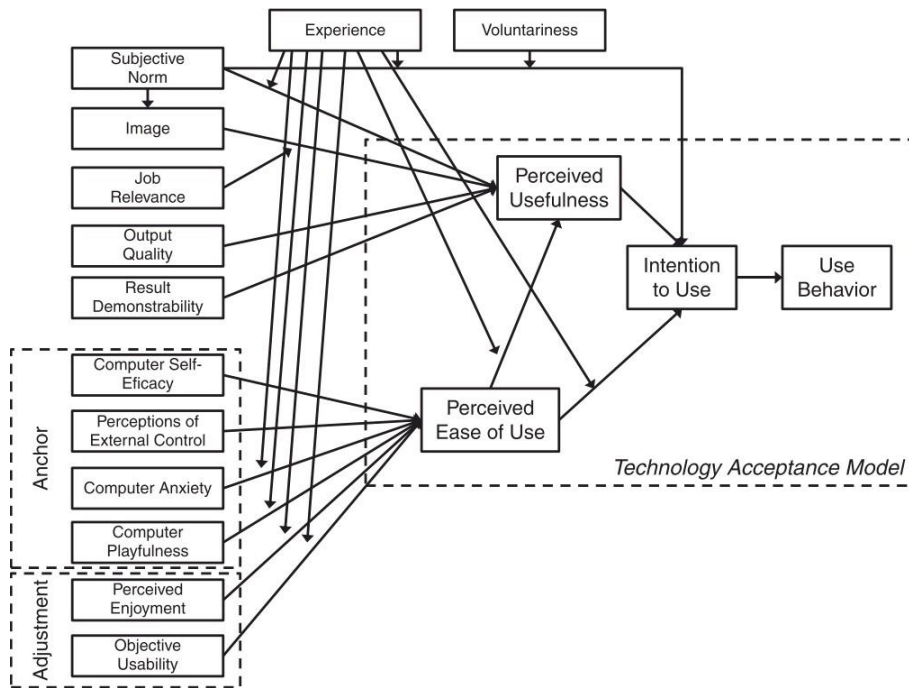 Experience
Voluntariness
Subjective
Norm
Image
Job
Relevance
Output
Quality
Result
Demonstrability
Perceived
Usefulness
Intention
to Use
Use
Behavior
Anchor
Computer Self-
Eficacy
Perceptions of
External Control
Computer Anxiety
Computer
Playfulness
Perceived
Ease of Use
Technology Acceptance Model
Adjustment
Perceived
Enjoyment
Objective
Usability